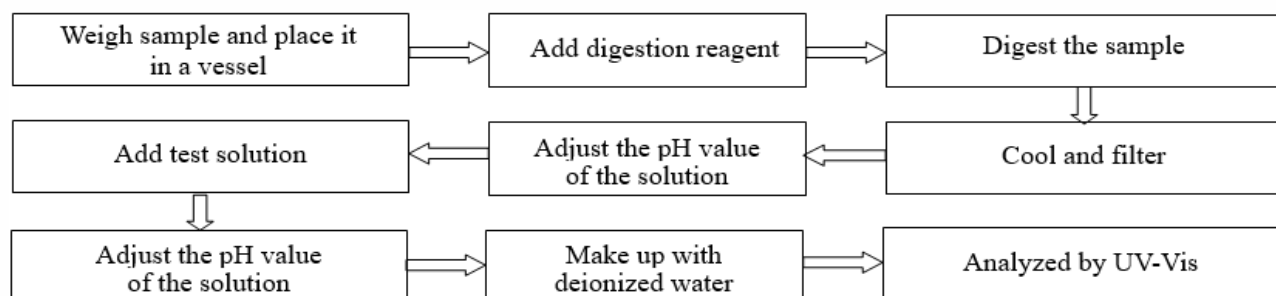 Weigh sample and place it
in a vessel
Add digestion reagent
Digest the sample
Cool and filter
Adjust the pH value
of the solution
Add test solution
Adjust the pH value
of the solution
Make up with
deionized water
Analyzed by UV-Vis